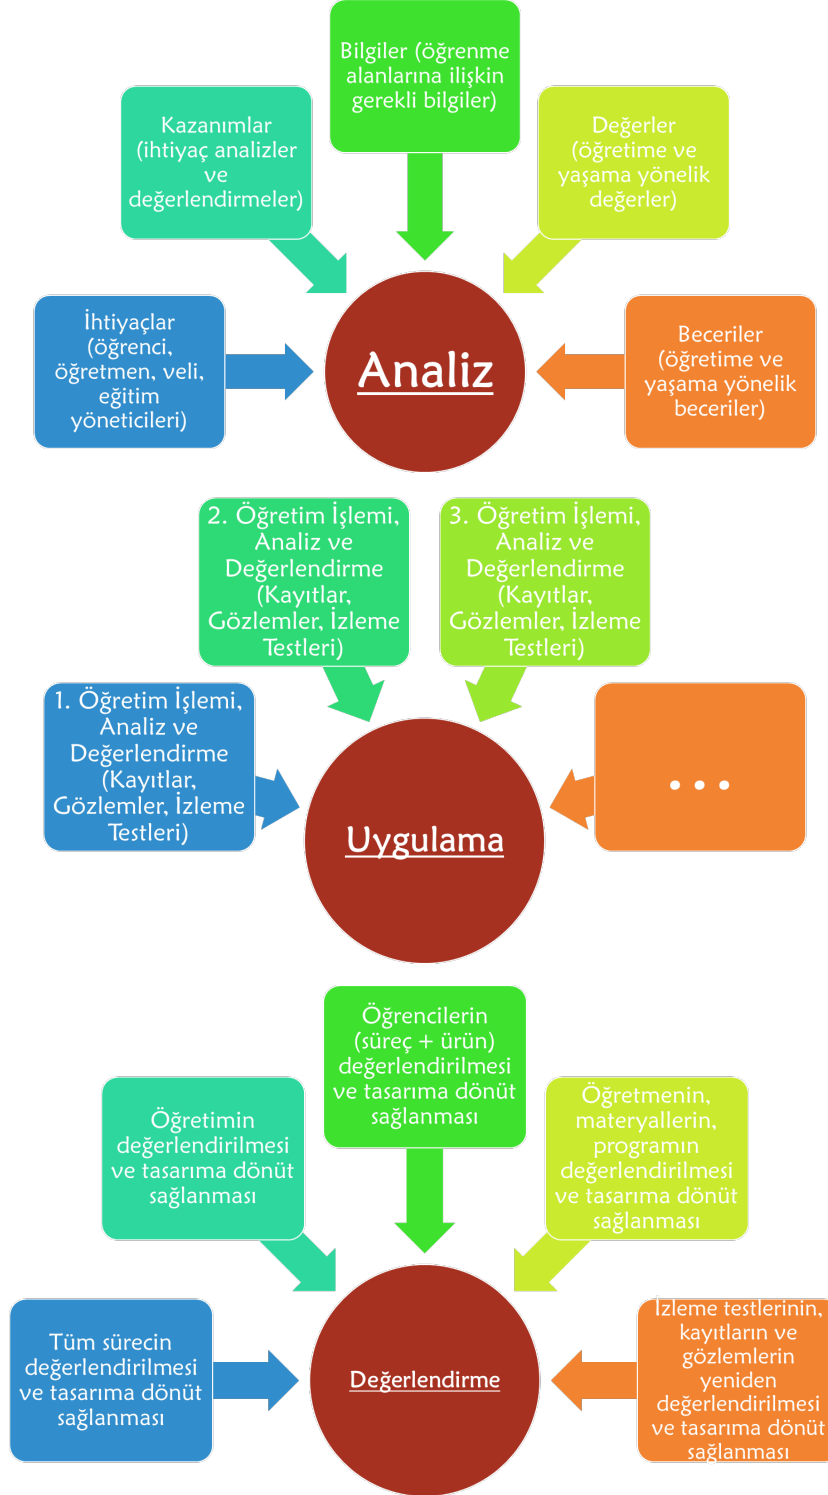 Bilgiler (öğrenme
alanlarına ilişkin
gerekli bilgiler)
Kazanımlar
(ihtiyaç analizler
ve
değerlendirmeler)
Değerler
(öğretime ve
yaşama yönelik
değerler)
İhtiyaçlar
(öğrenci,
öğretmen, veli,
eğitim
yöneticileri)
Analiz
Beceriler
(öğretime ve
yaşama yönelik
beceriler)
2. Öğretim İşlemi,
Analiz ve
Değerlendirme
(Kayıtlar,
Gözlemler, İzleme
Testleri)
3. Öğretim İşlemi,
Analiz ve
Değerlendirme
(Kayıtlar,
Gözlemler, İzleme
Testleri)
1. Öğretim İşlemi,
Analiz ve
Değerlendirme
(Kayıtlar,
Gözlemler, İzleme
Testleri)
Uygulama
...
Öğrencilerin
(süreç + ürün)
değerlendirilmesi
ve tasarıma dönüt
sağlanması
Öğretimin
değerlendirilmesi
ve tasarıma dönüt
sağlanması
Öğretmenin,
materyallerin,
programın
değerlendirilmesi
ve tasarıma dönüt
sağlanması
Tüm sürecin
değerlendirilmesi
ve tasarıma dönüt
sağlanması
Değerlendirme
İzleme testlerinin,
kayıtların ve
gözlemlerin
yeniden
değerlendirilmesi
ve tasarıma dönüt
sağlanması